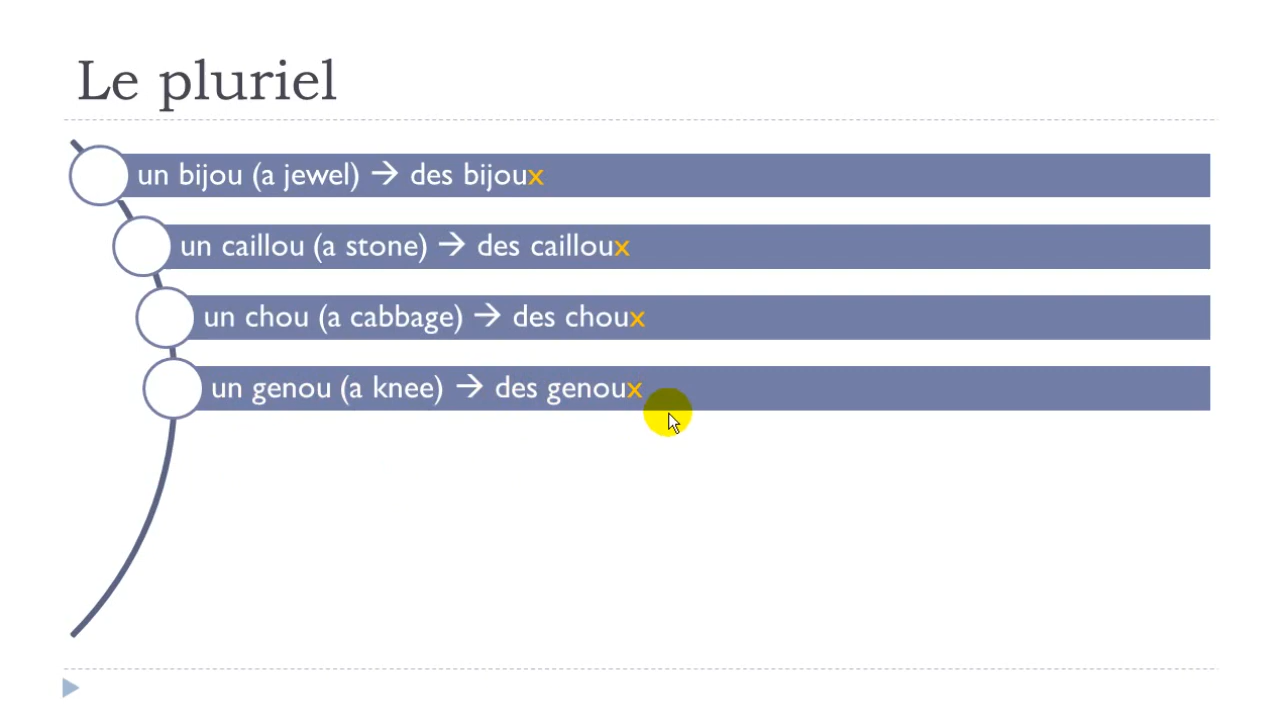 Le pluriel
un bijou (a jewel) → des bijoux
un caillou (a stone) → des cailloux
un chou (a cabbage) → des choux
un genou (a knee) → des genoux